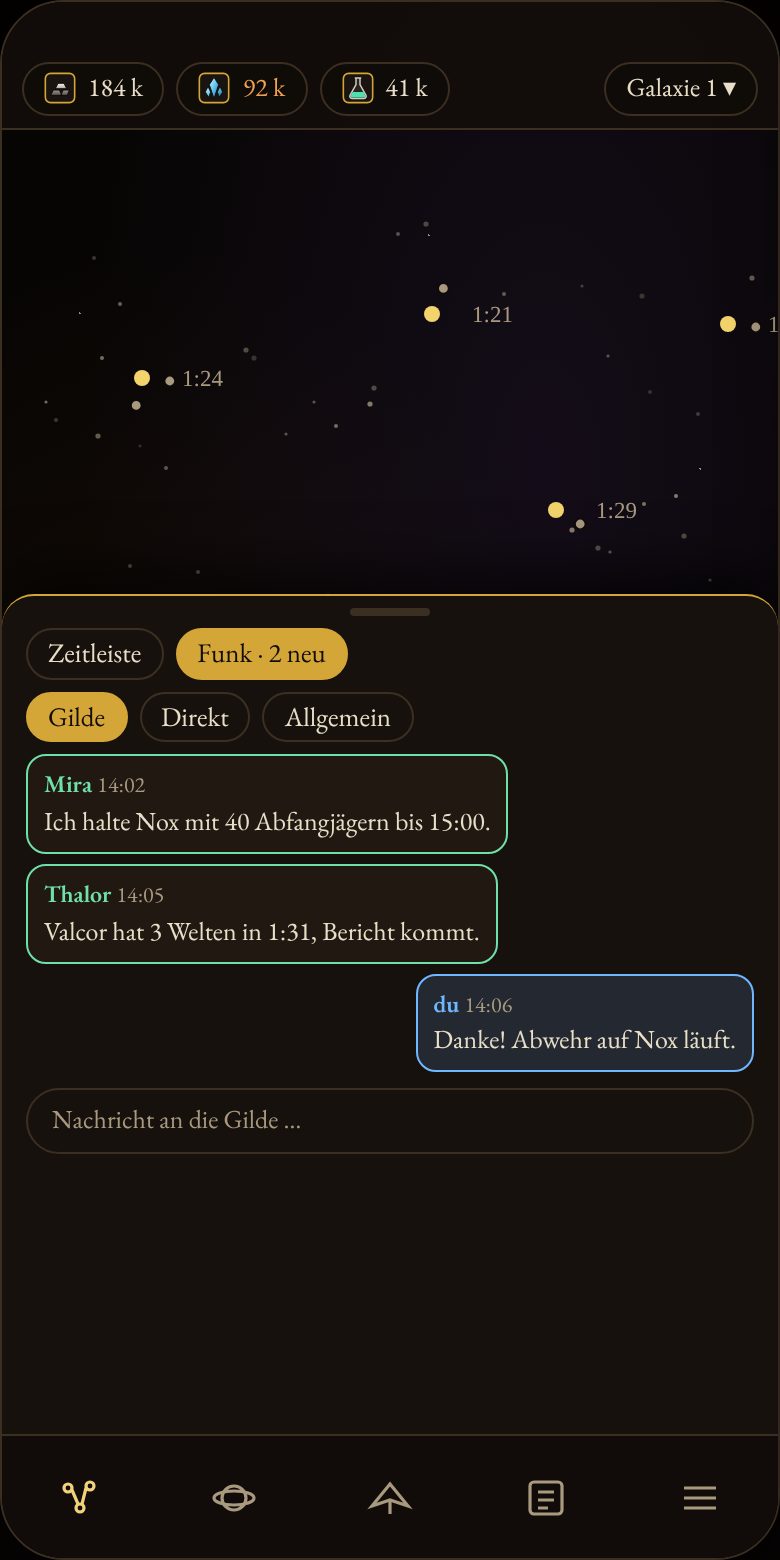 184 k 92 k 41 k Galaxie 1 ▼
1:21
1:24
1:29
Zeitleiste Funk · 2 neu
Gilde Direkt Allgemein
Mira 14:02
Ich halte Nox mit 40 Abfangjägern bis 15:00.
Thalor 14:05
Valcor hat 3 Welten in 1:31, Bericht kommt.
du 14:06
Danke! Abwehr auf Nox läuft.
Nachricht an die Gilde ...